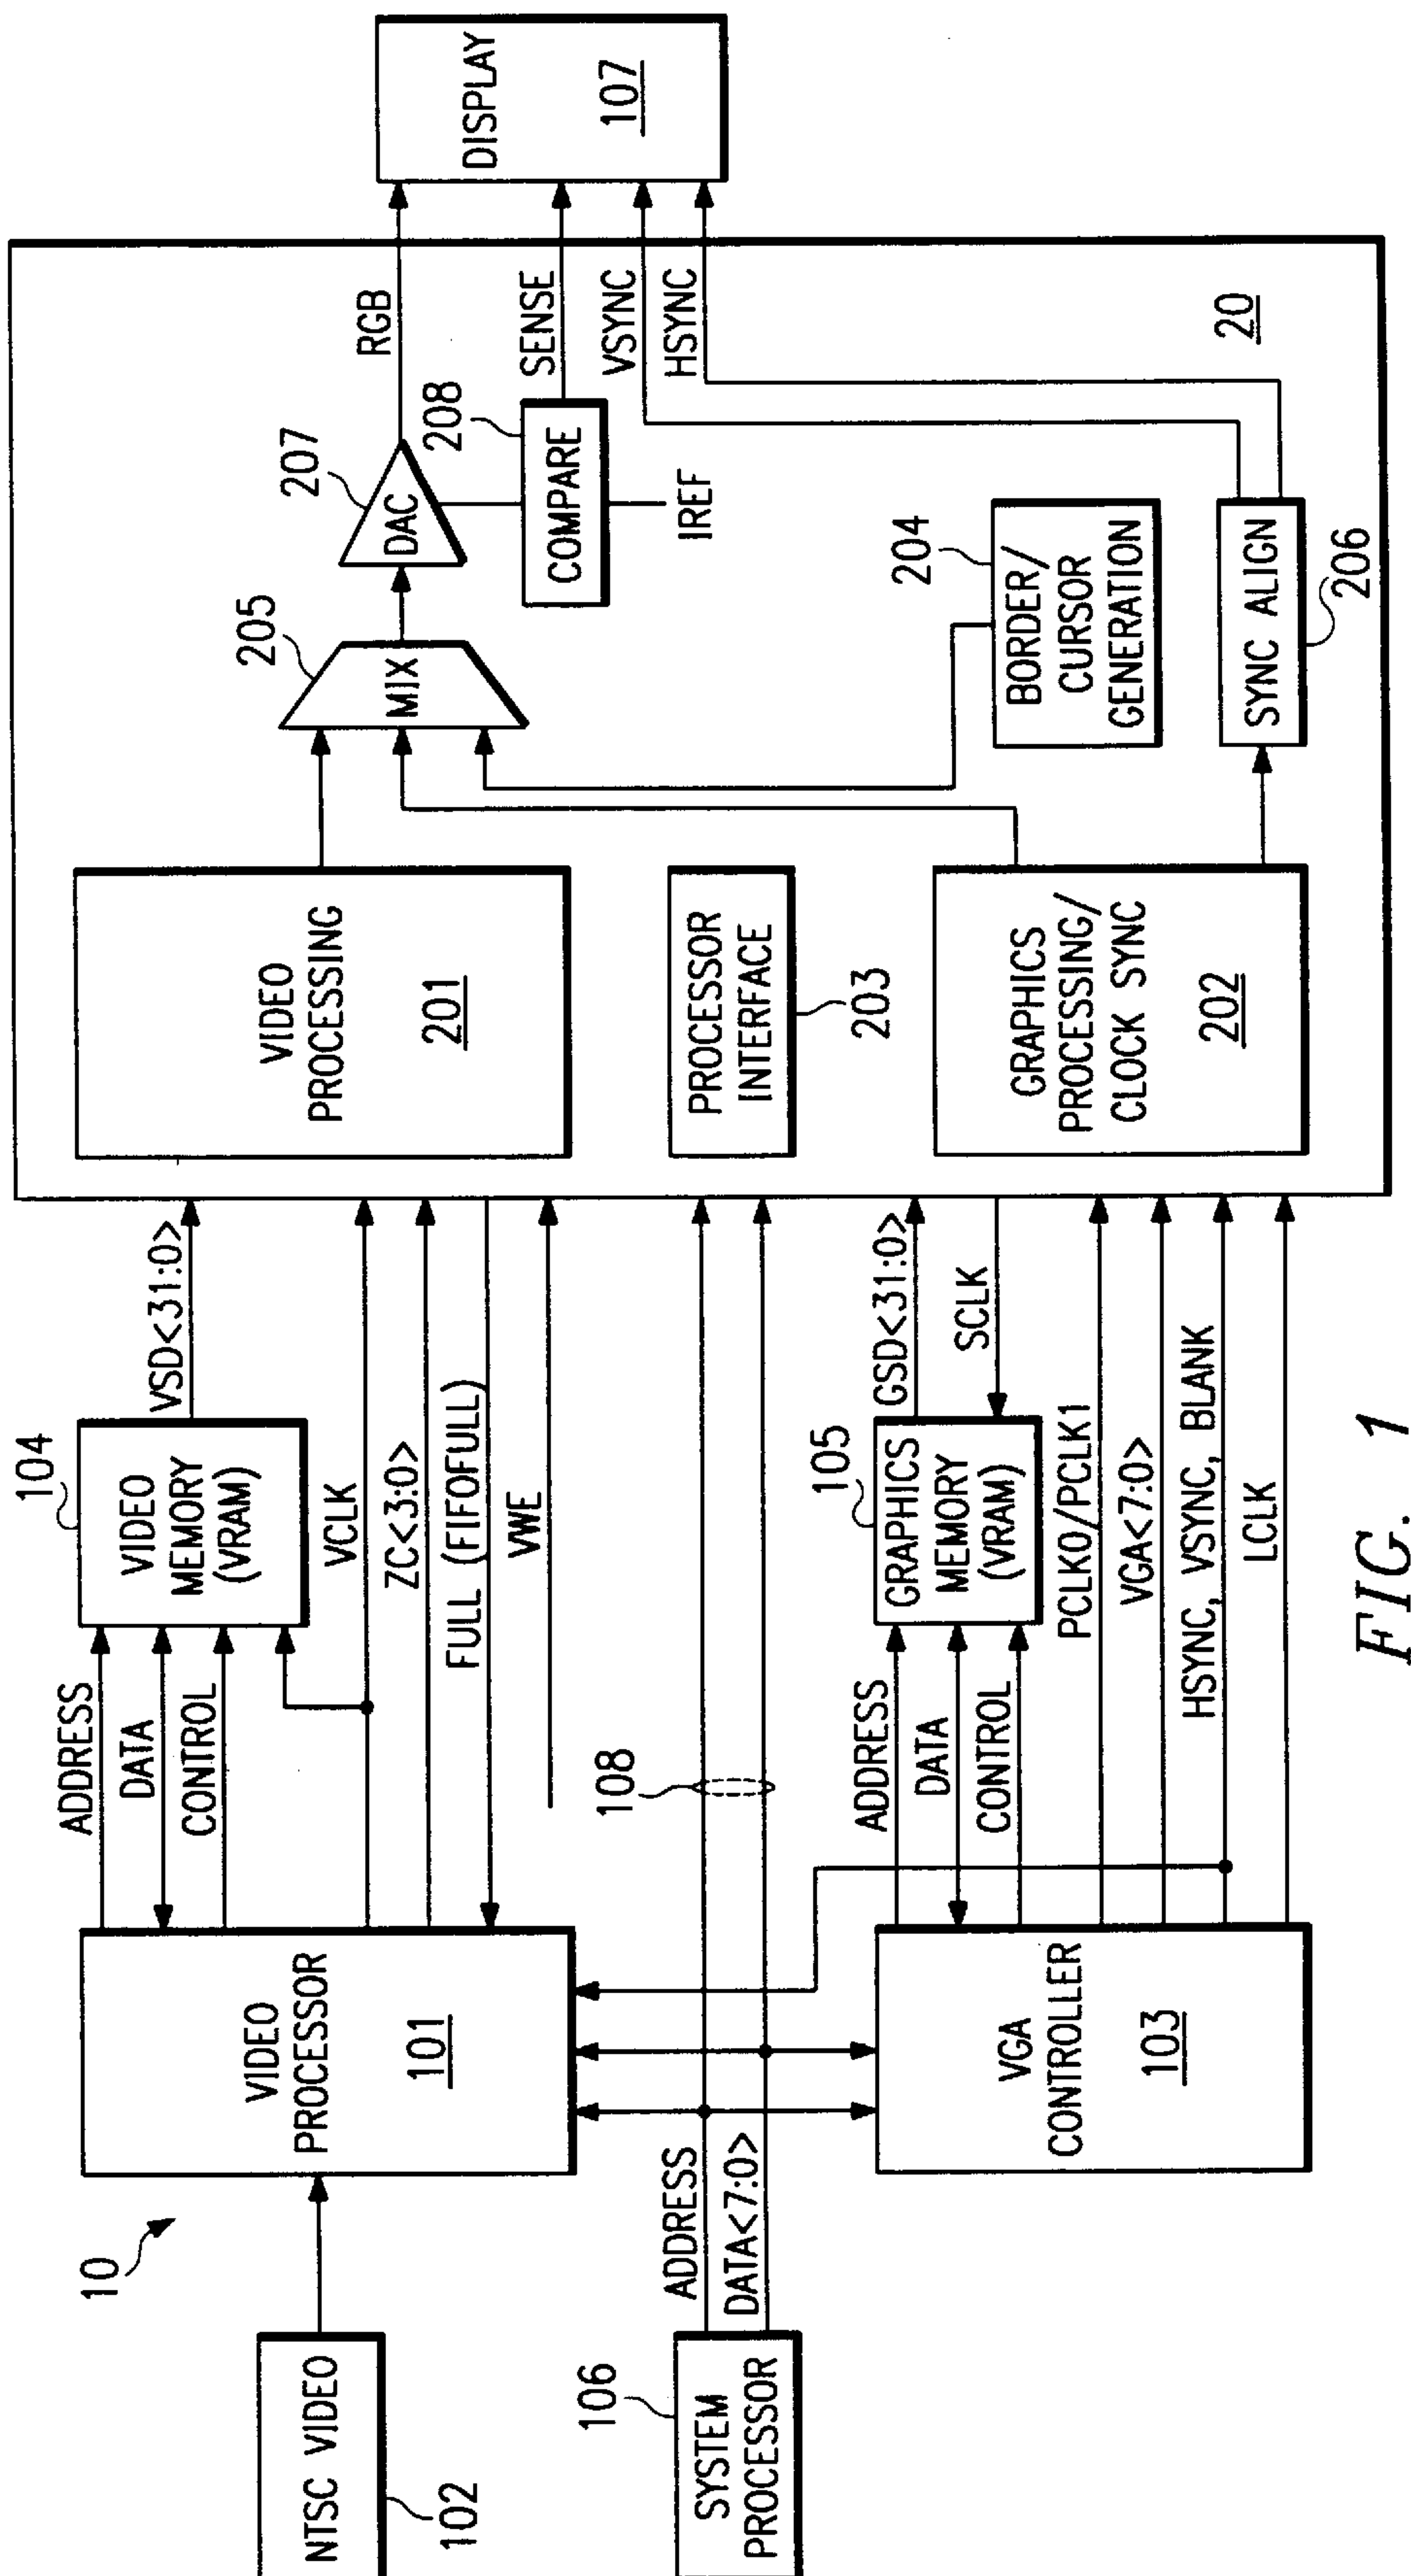 10
NTSC VIDEO
102
VIDEO
PROCESSOR
101
ADDRESS
DATA
CONTROL
104
VIDEO
MEMORY
(VRAM)
VSD<31:0>
VCLK
ZC<3:0>
FULL (FIFOFULL)
VWE
106
SYSTEM
PROCESSOR
ADDRESS
DATA<7:0>
108
VGA
CONTROLLER
103
ADDRESS
DATA
CONTROL
105
GRAPHICS
MEMORY
(VRAM)
GSD<31:0>
SCLK
PCLK0/PCLK1
VGA<7:0>
HSYNC, VSYNC, BLANK
LCLK
VIDEO
PROCESSING
201
PROCESSOR
INTERFACE
203
GRAPHICS
PROCESSING/
CLOCK SYNC
202
205
MIX
207
DAC
RGB
208
COMPARE
SENSE
IREF
VSYNC
HSYNC
204
BORDER/
CURSOR
GENERATION
SYNC ALIGN
206
20
DISPLAY
107
FIG. 1